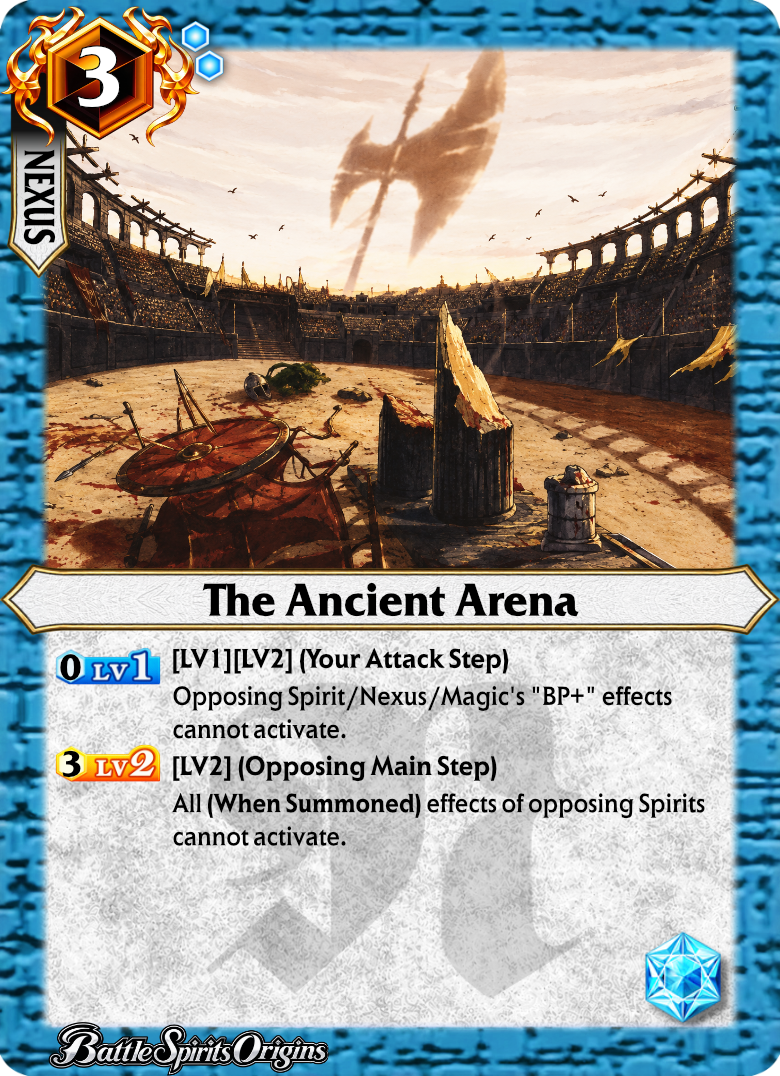 3
NEXUS
The Ancient Arena
0 LV1 [LV1][LV2] (Your Attack Step)
Opposing Spirit/Nexus/Magic's "BP+" effects
cannot activate.
3 LV2 [LV2] (Opposing Main Step)
All (When Summoned) effects of opposing Spirits
cannot activate.
N
Battle Spirits Origins